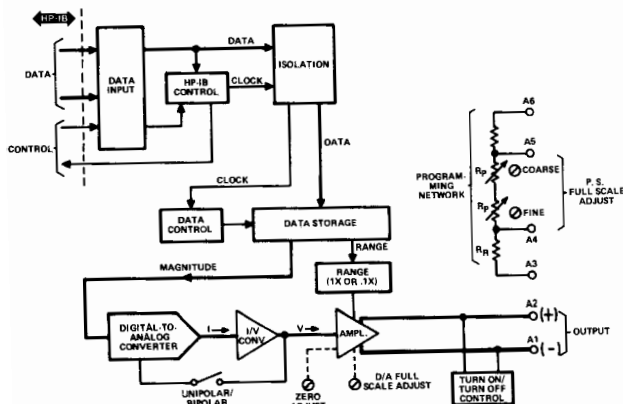 HP-IB
DATA
CONTROL
DATA
INPUT
DATA
HP-IB
CONTROL
CLOCK
ISOLATION
DATA
CLOCK
DATA
CONTROL
DATA STORAGE
RANGE
RANGE
(1X OR .1X)
MAGNITUDE
DIGITAL-TO-
ANALOG
CONVERTER
I
I/V
CONV.
V
AMPL.
UNIPOLAR/
BIPOLAR
ZERO
D/A FULL
SCALE ADJUST
TURN ON/
TURN OFF
CONTROL
A2 (+)
A1 (-)
OUTPUT
PROGRAM-
MING
NETWORK
A6
A5
RP
COARSE
RP
FINE
A4
RR
A3
P. S.
FULL SCALE
ADJUST